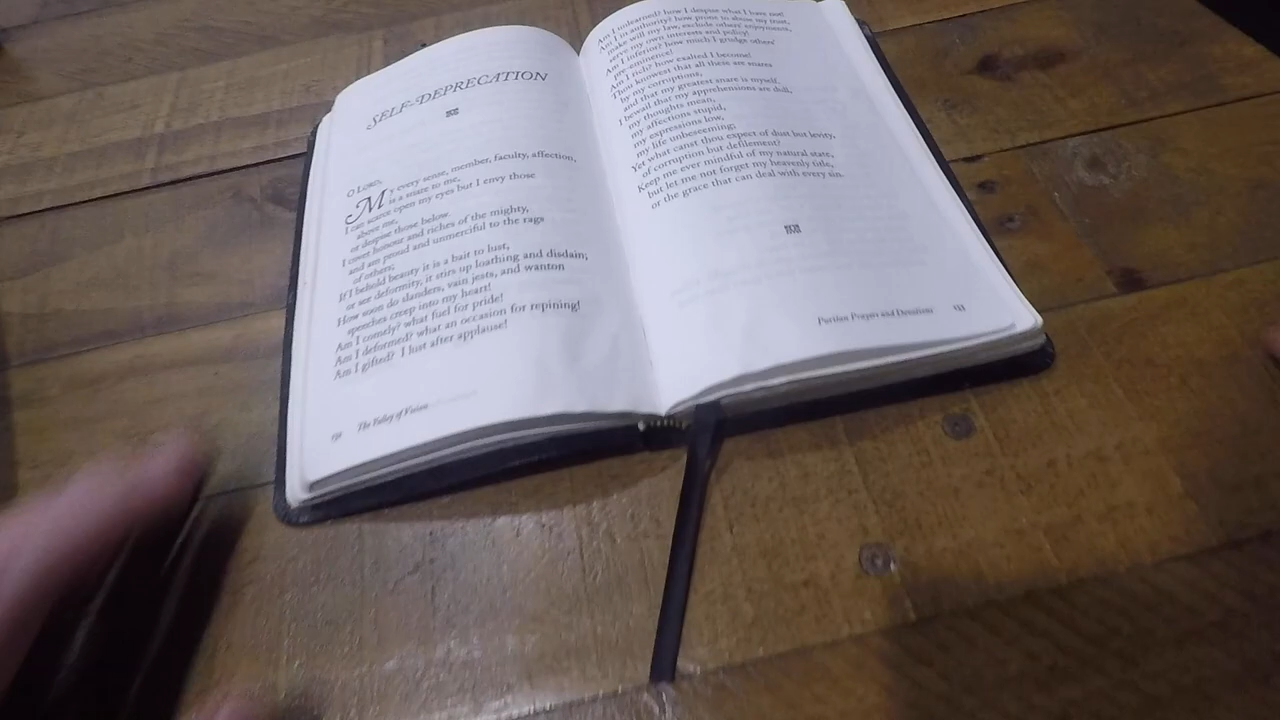 SELF-DEPRECATION
O LORD,
My every sense, member, faculty, affection,
is a snare to me,
I can scarce open my eyes but I envy those
above me,
or despise those below.
I covet honour and riches of the mighty,
and am proud and unmerciful to the rags
of others;
If I behold beauty it is a bait to lust,
or see deformity, it stirs up loathing and disdain;
How soon do slanders, vain jests, and wanton
speeches creep into my heart!
Am I comely? what fuel for pride!
Am I deformed? what an occasion for repining!
Am I gifted? I lust after applause!
The Valley of Vision
Am I unlearned? how I despise what I have not!
Am I in authority? how prone to abuse my trust,
make will my law, exclude others' enjoyments,
serve my own interests and policy!
Am I inferior? how much I grudge others'
pre-eminence!
Am I rich? how exalted I become!
Thou knowest that all these are snares
by my corruptions,
and that my greatest snare is myself.
I bewail that my apprehensions are dull,
my thoughts mean,
my affections stupid,
my expressions low,
my life unbeseeming;
Yet what canst thou expect of dust but levity,
of corruption but defilement?
Keep me ever mindful of my natural state,
but let me not forget my heavenly title,
or the grace that can deal with every sin.
Puritan Prayers and Devotions